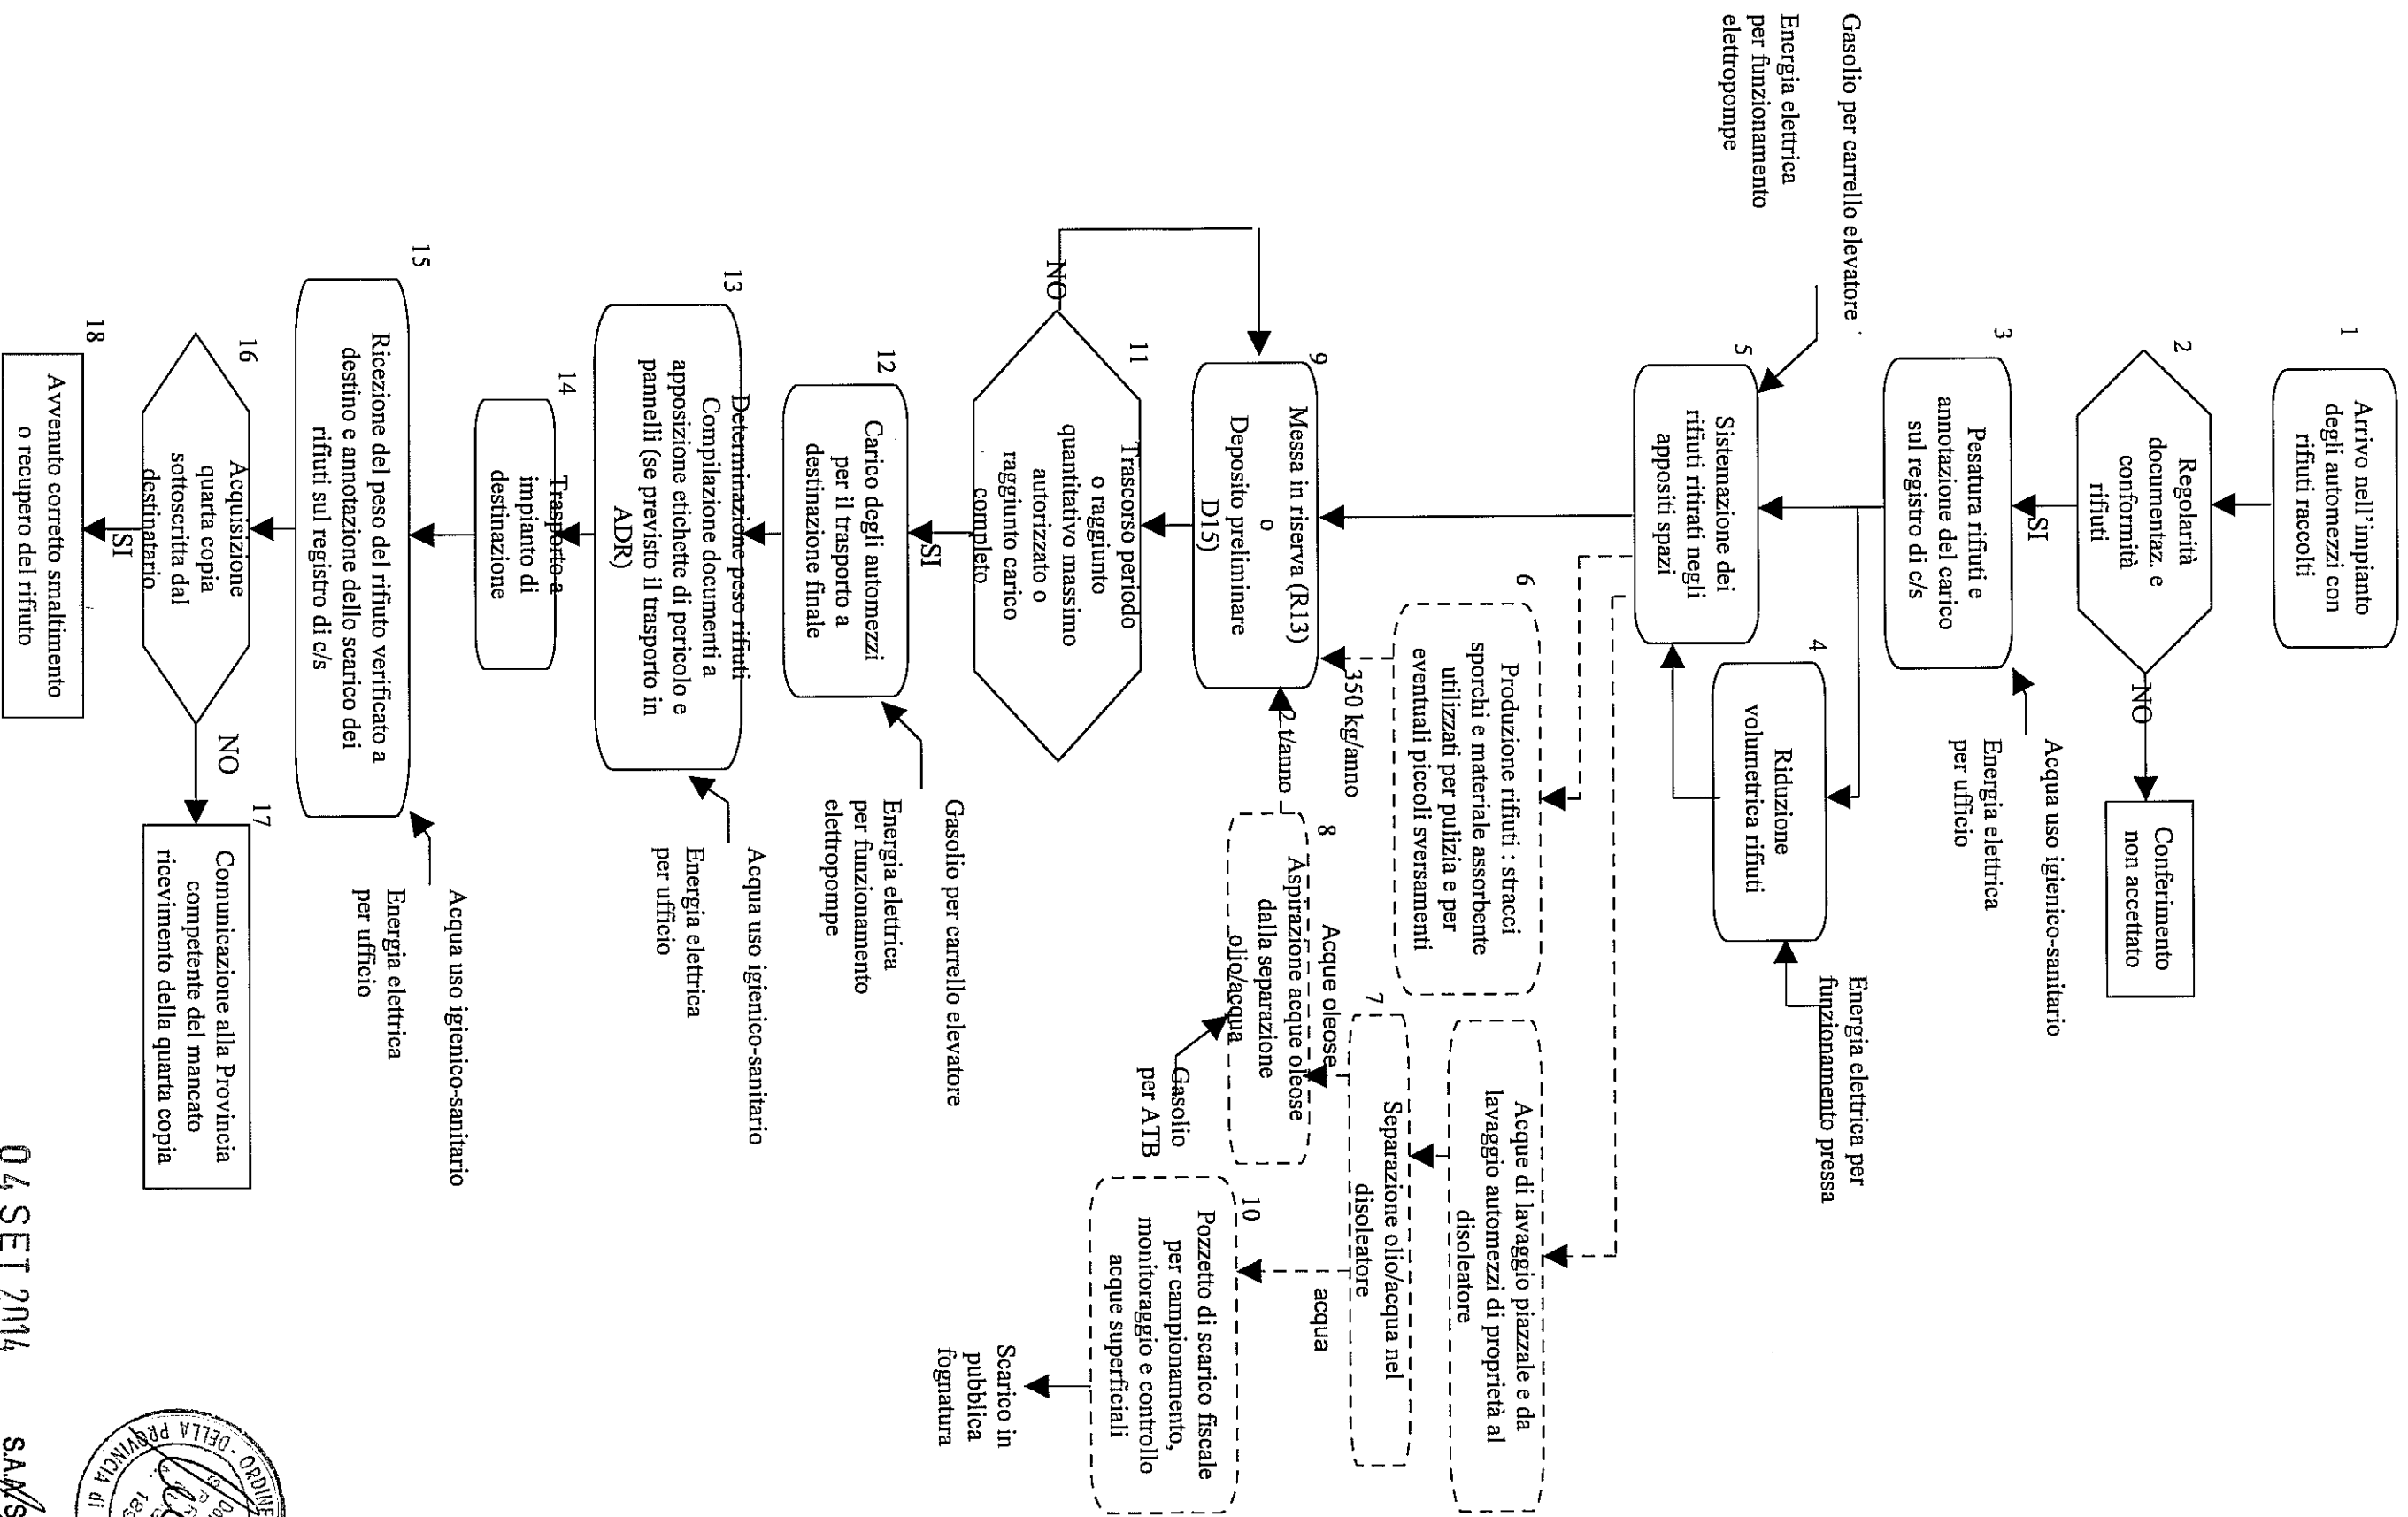 1
Arrivo nell'impianto
degli automezzi con
rifiuti raccolti
2
Regolarità
documentaz. e
conformità
rifiuti
NO
Conferimento
non accettato
SI
3
Pesatura rifiuti e
annotazione del carico
sul registro di c/s
Acqua uso igienico-sanitario
Energia elettrica
per ufficio
4
Riduzione
volumetrica rifiuti
Energia elettrica per
funzionamento pressa
Gasolio per carrello elevatore
Energia elettrica
per funzionamento
elettropompe
5
Sistemazione dei
rifiuti ritirati negli
appositi spazi
6
Produzione rifiuti : stracci
sporchi e materiale assorbente
utilizzati per pulizia e per
eventuali piccoli sversamenti
350 kg/anno
Acque di lavaggio piazzale e da
lavaggio automezzi di proprietà al
disoleatore
7
Separazione olio/acqua nel
disoleatore
Acque oleose
acqua
8
Aspirazione acque oleose
dalla separazione
olio/acqua
2 t/anno
Gasolio
per ATB
9
Messa in riserva (R13)
o
Deposito preliminare
D15)
10
Pozzetto di scarico fiscale
per campionamento,
monitoraggio e controllo
acque superficiali
Scarico in
pubblica
fognatura
11
Trascorso periodo
o raggiunto
quantitativo massimo
autorizzato o
raggiunto carico
completo
NO
SI
12
Carico degli automezzi
per il trasporto a
destinazione finale
Gasolio per carrello elevatore
Energia elettrica
per funzionamento
elettropompe
13
Determinazione peso rifiuti
Compilazione documenti a
apposizione etichette di pericolo e
pannelli (se previsto il trasporto in
ADR)
Acqua uso igienico-sanitario
Energia elettrica
per ufficio
14
Trasporto a
impianto di
destinazione
15
Ricezione del peso del rifiuto verificato a
destino e annotazione dello scarico dei
rifiuti sul registro di c/s
Acqua uso igienico-sanitario
Energia elettrica
per ufficio
16
Acquisizione
quarta copia
sottoscritta dal
destinatario
NO
SI
17
Comunicazione alla Provincia
competente del mancato
ricevimento della quarta copia
18
Avvenuto corretto smaltimento
o recupero del rifiuto
04 SET 2014
S.A.
ORDINE
DELLA PROVINCIA di